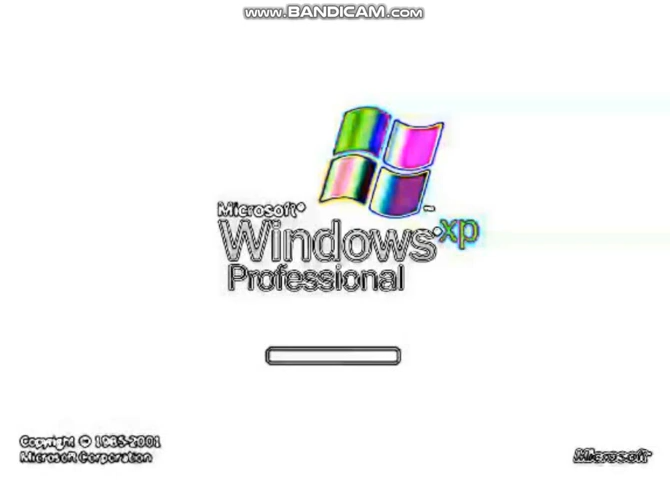 www.BANDICAM.com
Microsoft®
Windows xp
Professional
Copyright © 1985-2001
Microsoft Corporation
Microsoft